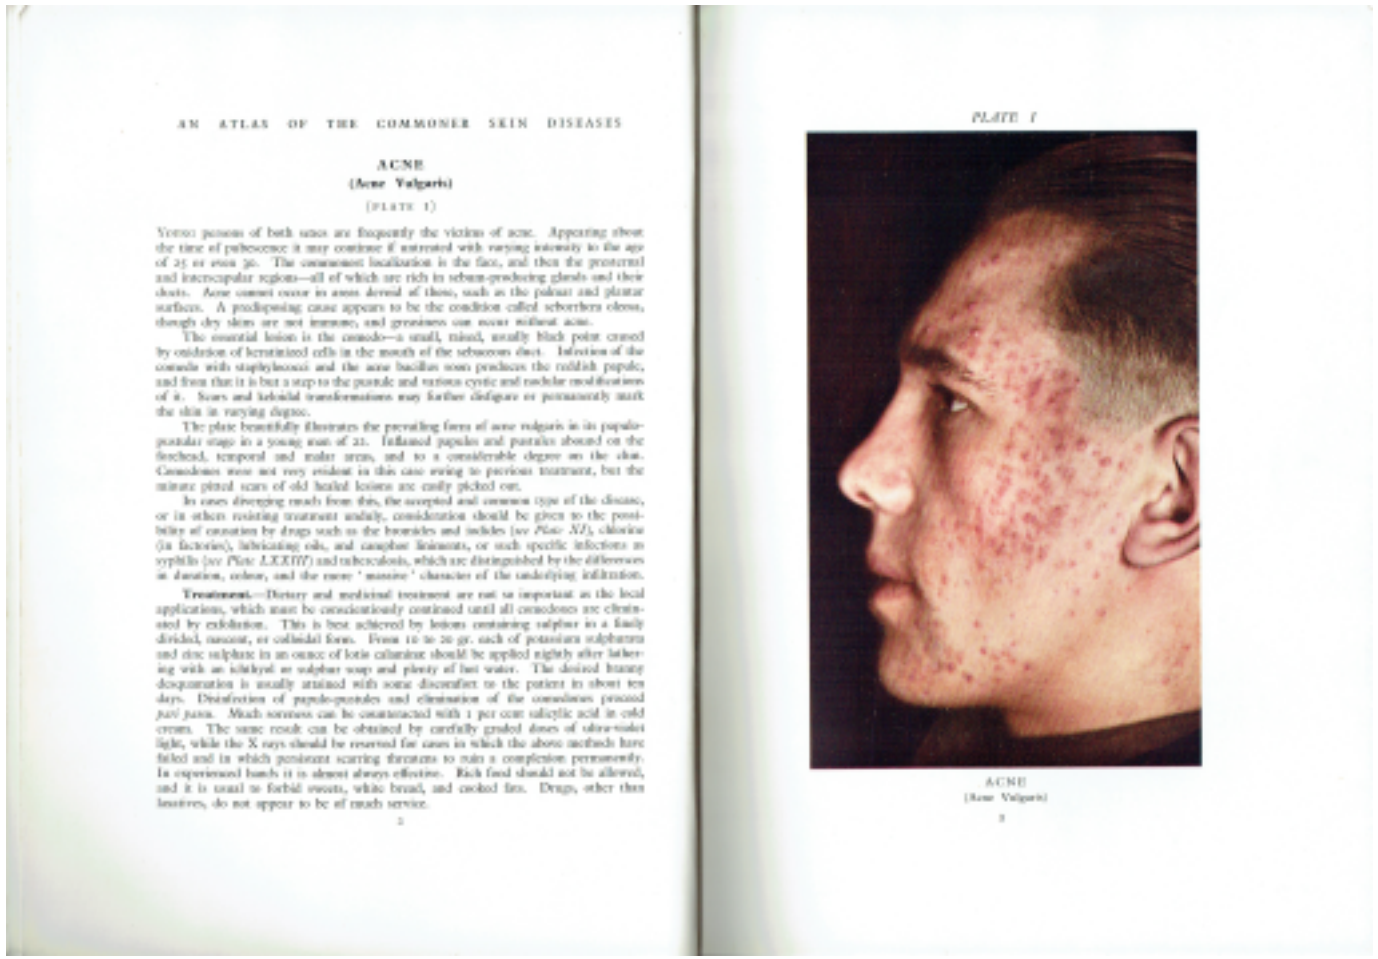 AN ATLAS OF THE COMMONER SKIN DISEASES
ACNE
(Acne Vulgaris)
(PLATE I)
YOUNG persons of both sexes are frequently the victims of acne. Appearing about
the time of pubescence it may continue if untreated with varying intensity to the age
of 25 or even 30. The commonest localization is the face, and then the presternal
and interscapular regions—all of which are rich in sebum-producing glands and their
ducts. Acne cannot occur in areas devoid of these, such as the palmar and plantar
surfaces. A predisposing cause appears to be the condition called seborrhœa oleosa,
though dry skins are not immune, and greasiness can occur without acne.
The essential lesion is the comedo—a small, raised, usually black point caused
by oxidation of keratinized cells in the mouth of the sebaceous duct. Infection of the
comedo with staphylococci and the acne bacillus soon produces the reddish papule,
and from that it is but a step to the pustule and various cystic and nodular modifications
of it. Scars and keloidal transformations may further disfigure or permanently mark
the skin in varying degree.
The plate beautifully illustrates the prevailing form of acne vulgaris in its papulo-
pustular stage in a young man of 21. Inflamed papules and pustules abound on the
forehead, temporal and malar areas, and to a considerable degree on the chin.
Comedones were not very evident in this case owing to previous treatment, but the
minute pitted scars of old healed lesions are easily picked out.
In cases diverging much from this, the accepted and common type of the disease,
or in others resisting treatment unduly, consideration should be given to the possi-
bility of causation by drugs such as the bromides and iodides (see Plate XI), chlorine
(in factories), lubricating oils, and camphor liniments, or such specific infections as
syphilis (see Plate LXXIII) and tuberculosis, which are distinguished by the differences
in duration, colour, and the more ' massive ' character of the underlying infiltration.
Treatment.—Dietary and medicinal treatment are not so important as the local
applications, which must be conscientiously continued until all comedones are elimin-
ated by exfoliation. This is best achieved by lotions containing sulphur in a finely
divided, nascent, or colloidal form. From 10 to 20 gr. each of potassium sulphurata
and zinc sulphate in an ounce of lotio calaminæ should be applied nightly after lather-
ing with an ichthyol or sulphur soap and plenty of hot water. The desired branny
desquamation is usually attained with some discomfort to the patient in about ten
days. Disinfection of papulo-pustules and elimination of the comedones proceed
pari passu. Much soreness can be counteracted with 1 per cent salicylic acid in cold
cream. The same result can be obtained by carefully graded doses of ultra-violet
light, while the X rays should be reserved for cases in which the above methods have
failed and in which persistent scarring threatens to ruin a complexion permanently.
In experienced hands it is almost always effective. Rich food should not be allowed,
and it is usual to forbid sweets, white bread, and cooked fats. Drugs, other than
laxatives, do not appear to be of much service.
2
PLATE I
ACNE
(Acne Vulgaris)
3